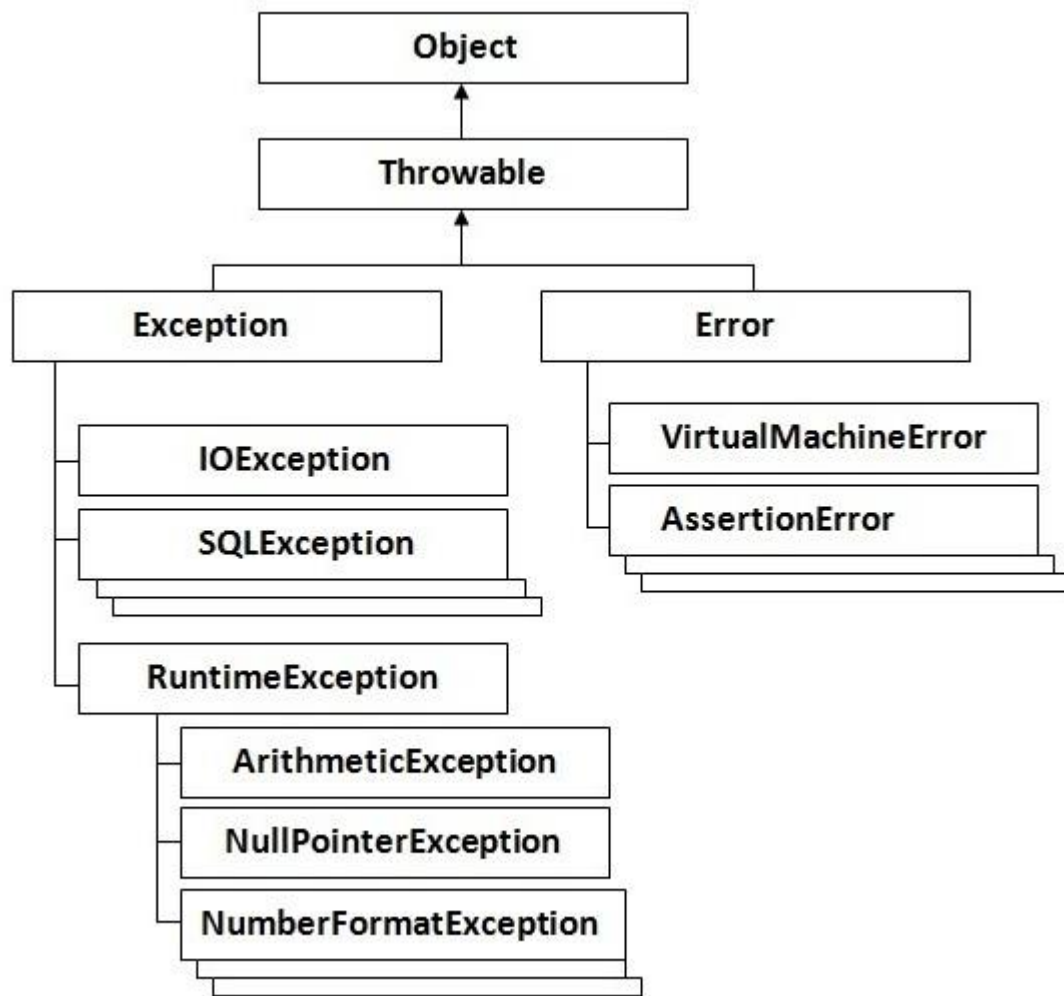 Object
Throwable
Exception
Error
IOException
SQLException
RuntimeException
ArithmeticException
NullPointerException
NumberFormatException
VirtualMachineError
AssertionError